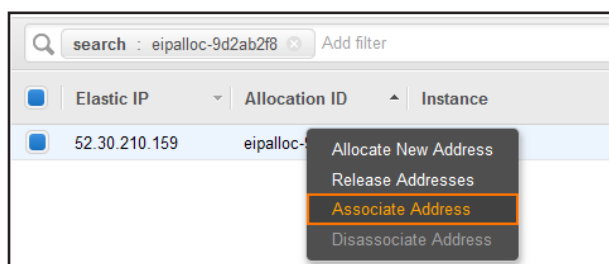 search : eipalloc-9d2ab2f8 Add filter
Elastic IP Allocation ID Instance
52.30.210.159 eipalloc-
Allocate New Address
Release Addresses
Associate Address
Disassociate Address